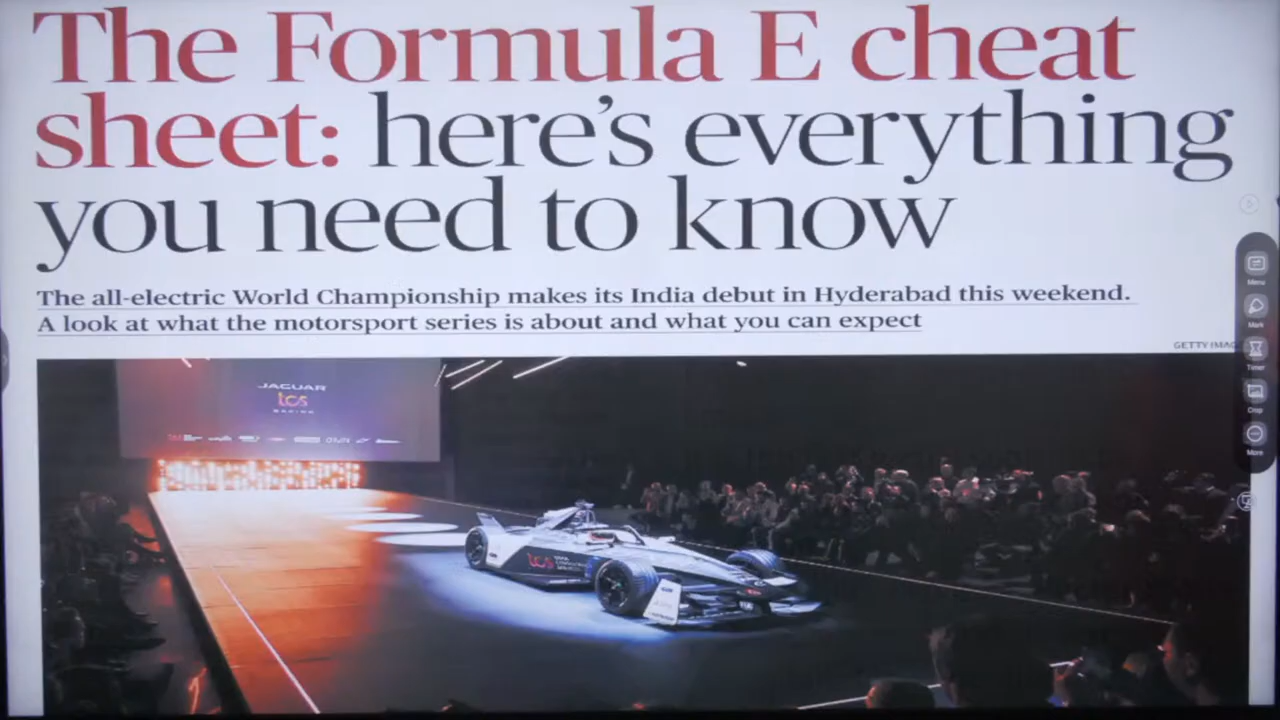 The Formula E cheat
sheet: here’s everything
you need to know
The all-electric World Championship makes its India debut in Hyderabad this weekend.
A look at what the motorsport series is about and what you can expect
GETTY
JAGUAR
tcs
RACING
Menu
Mark
Timer
Crop
More
tcs